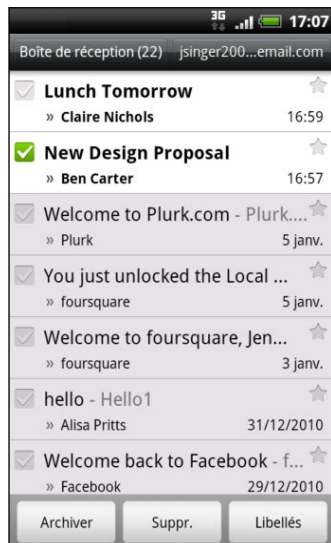 3G 17:07
Boîte de réception (22) jsinger200...email.com
Lunch Tomorrow
» Claire Nichols 16:59
New Design Proposal
» Ben Carter 16:57
Welcome to Plurk.com - Plurk....
» Plurk 5 janv.
You just unlocked the Local ...
» foursquare 5 janv.
Welcome to foursquare, Jen...
» foursquare 3 janv.
hello - Hello1
» Alisa Pritts 31/12/2010
Welcome back to Facebook - f...
» Facebook 29/12/2010
Archiver Suppr. Libellés